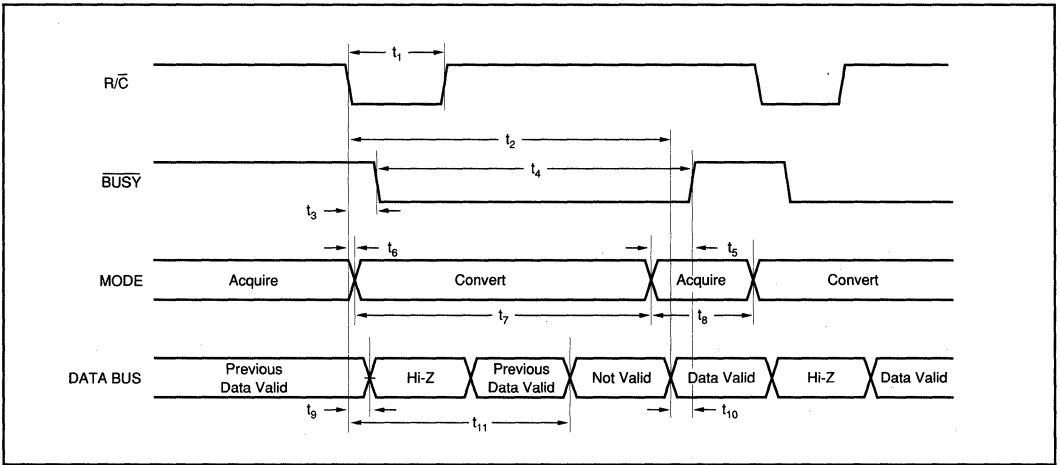 t₁
R/C̅
t₂
t₄
B̅U̅S̅Y̅
t₃
t₆
t₅
MODE
Acquire
Convert
Acquire
Convert
t₇
t₈
DATA BUS
Previous
Data Valid
Hi-Z
Previous
Data Valid
Not Valid
Data Valid
Hi-Z
Data Valid
t₉
t₁₀
t₁₁